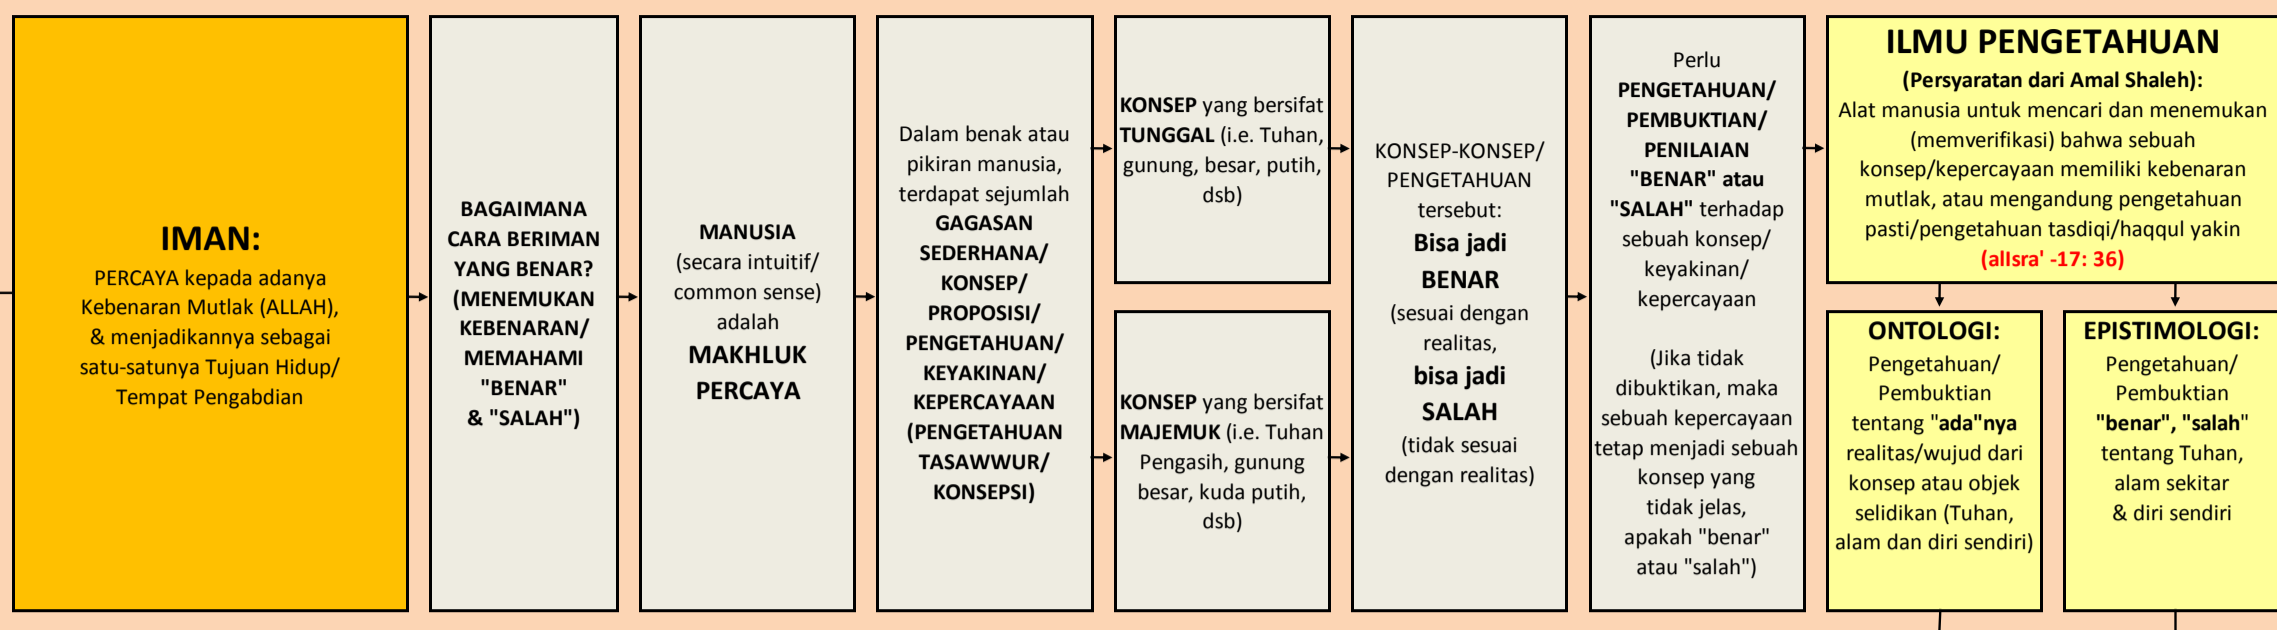 IMAN:
PERCAYA kepada adanya
Kebenaran Mutlak (ALLAH),
& menjadikannya sebagai
satu-satunya Tujuan Hidup/
Tempat Pengabdian
BAGAIMANA
CARA BERIMAN
YANG BENAR?
(MENEMUKAN
KEBENARAN/
MEMAHAMI
"BENAR"
& "SALAH")
MANUSIA
(secara intuitif/
common sense)
adalah
MAKHLUK
PERCAYA
Dalam benak atau
pikiran manusia,
terdapat sejumlah
GAGASAN
SEDERHANA/
KONSEP/
PROPOSISI/
PENGETAHUAN/
KEYAKINAN/
KEPERCAYAAN
(PENGETAHUAN
TASAWWUR/
KONSEPSI)
KONSEP yang bersifat
TUNGGAL (i.e. Tuhan,
gunung, besar, putih,
dsb)
KONSEP yang bersifat
MAJEMUK (i.e. Tuhan
Pengasih, gunung
besar, kuda putih,
dsb)
KONSEP-KONSEP/
PENGETAHUAN
tersebut:
Bisa jadi
BENAR
(sesuai dengan
realitas,
bisa jadi
SALAH
(tidak sesuai
dengan realitas)
Perlu
PENGETAHUAN/
PEMBUKTIAN/
PENILAIAN
"BENAR" atau
"SALAH" terhadap
sebuah konsep/
keyakinan/
kepercayaan
(Jika tidak
dibuktikan, maka
sebuah kepercayaan
tetap menjadi sebuah
konsep yang
tidak jelas,
apakah "benar"
atau "salah")
ILMU PENGETAHUAN
(Persyaratan dari Amal Shaleh):
Alat manusia untuk mencari dan menemukan
(memverifikasi) bahwa sebuah
konsep/kepercayaan memiliki kebenaran
mutlak, atau mengandung pengetahuan
pasti/pengetahuan tasdiqi/haqqul yakin
(alIsra' -17: 36)
ONTOLOGI:
Pengetahuan/
Pembuktian
tentang "ada"nya
realitas/wujud dari
konsep atau objek
selidikan (Tuhan,
alam dan diri sendiri)
EPISTIMOLOGI:
Pengetahuan/
Pembuktian
"benar", "salah"
tentang Tuhan,
alam sekitar
& diri sendiri